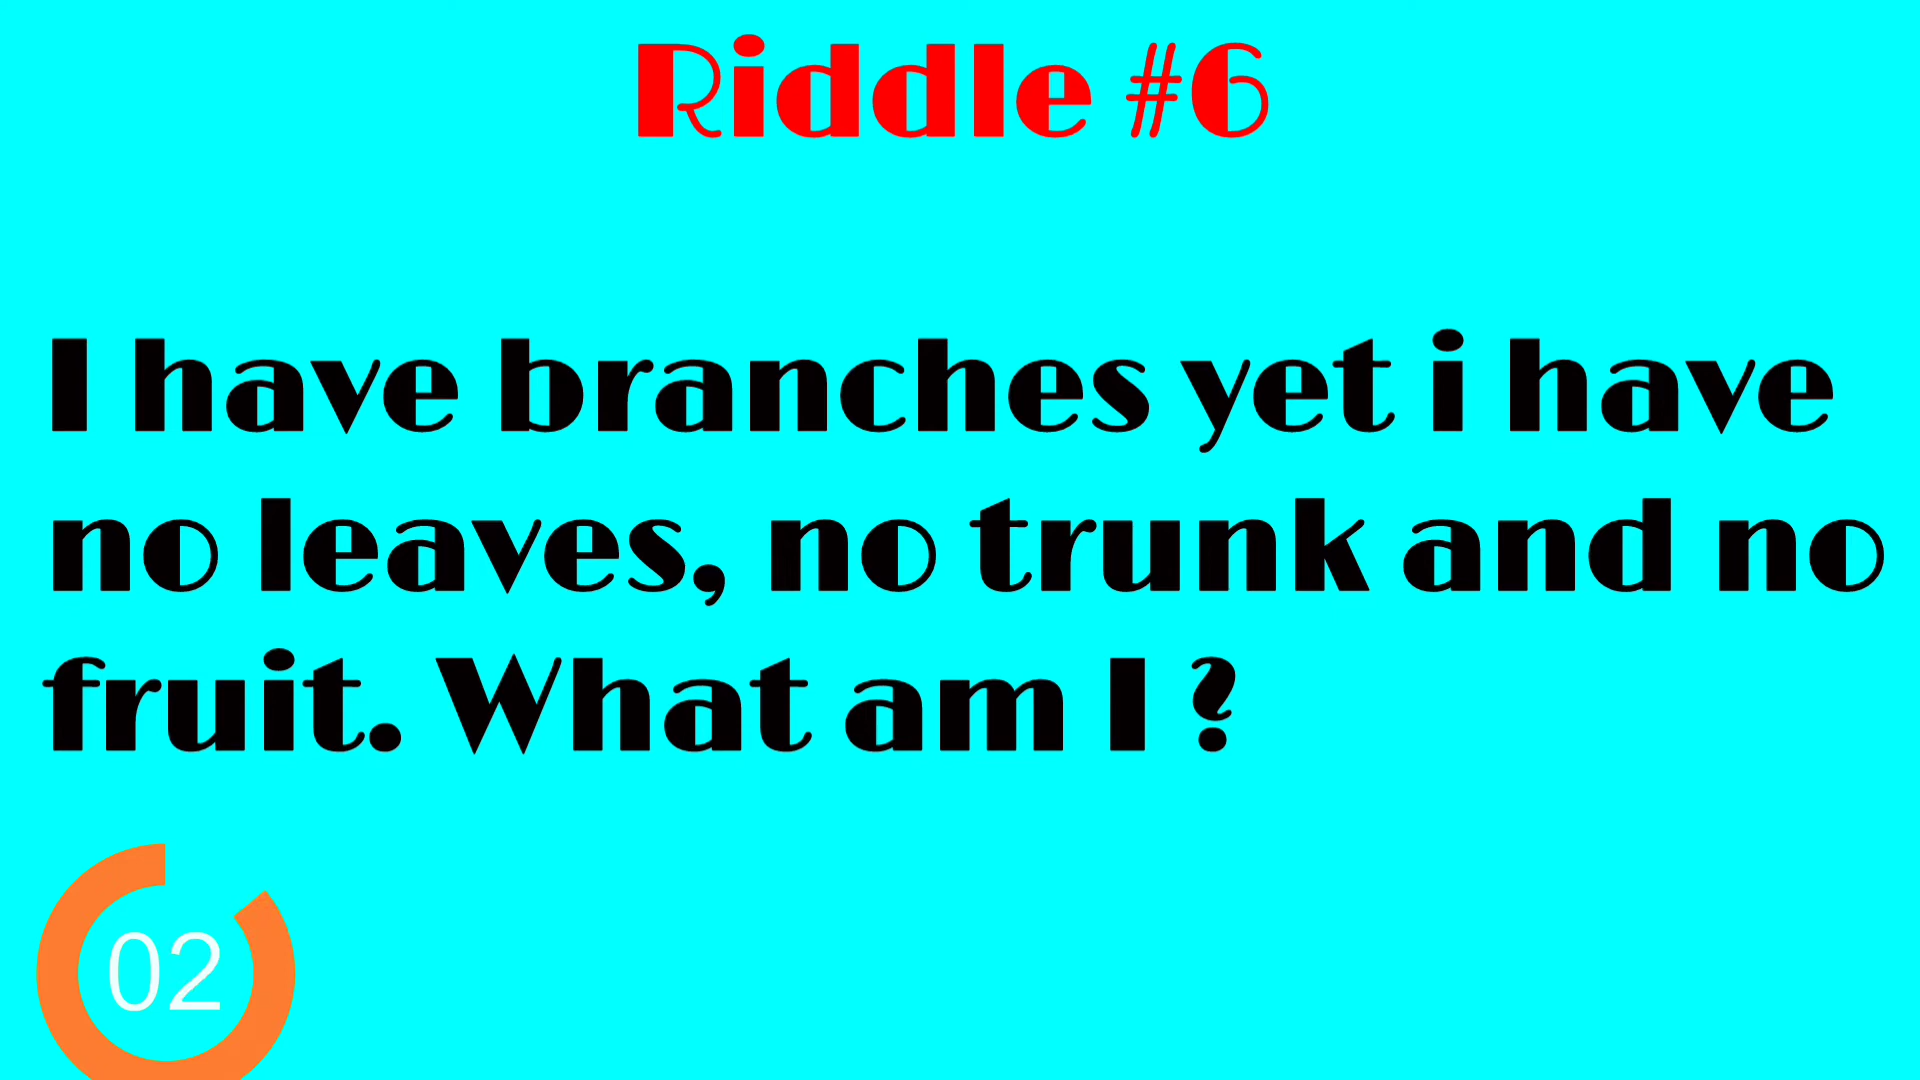 Riddle #6
I have branches yet i have
no leaves, no trunk and no
fruit. What am I ?
02